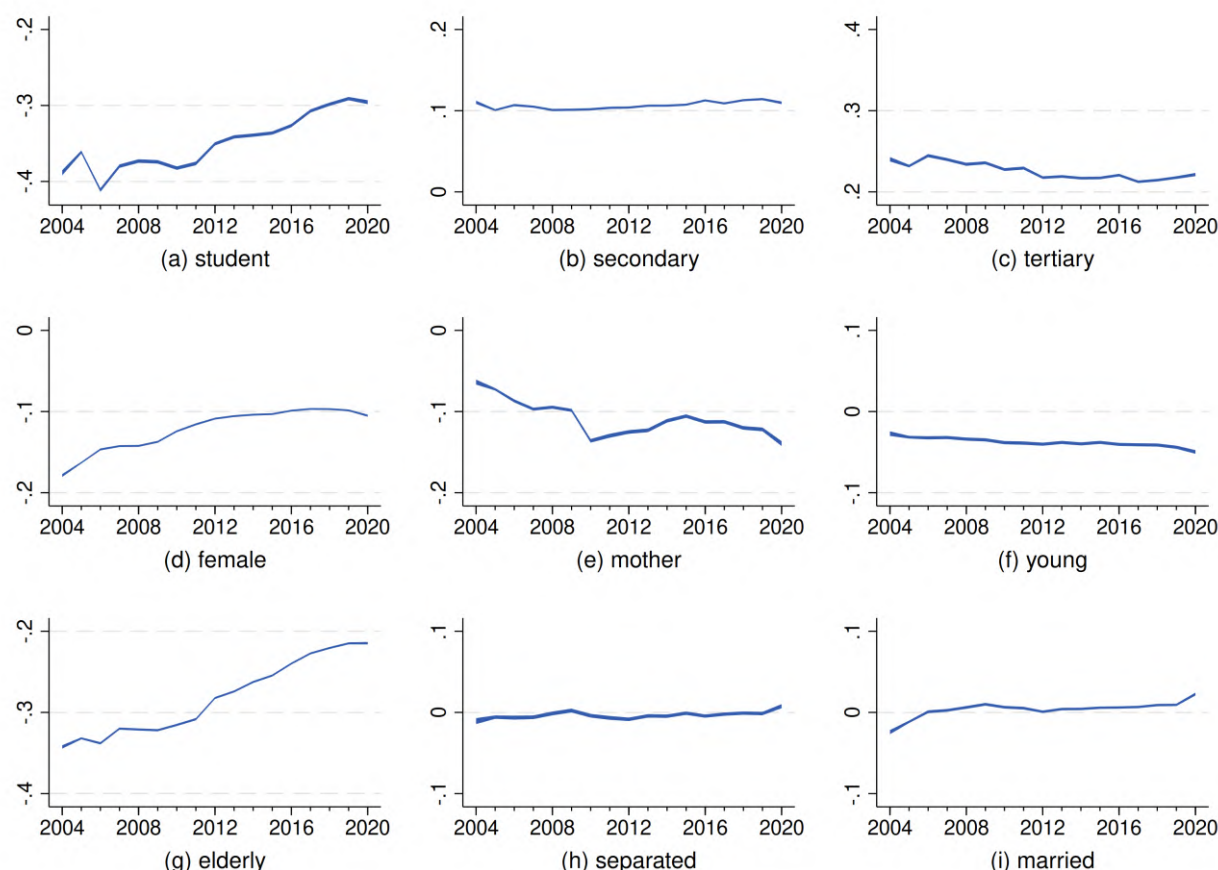 -.2
-.3
-.4
2004 2008 2012 2016 2020
(a) student
.2
.1
0
2004 2008 2012 2016 2020
(b) secondary
.4
.3
.2
2004 2008 2012 2016 2020
(c) tertiary
0
-.1
-.2
2004 2008 2012 2016 2020
(d) female
0
-.1
-.2
2004 2008 2012 2016 2020
(e) mother
.1
0
-.1
2004 2008 2012 2016 2020
(f) young
-.2
-.3
-.4
2004 2008 2012 2016 2020
(g) elderly
.1
0
-.1
2004 2008 2012 2016 2020
(h) separated
.1
0
-.1
2004 2008 2012 2016 2020
(i) married